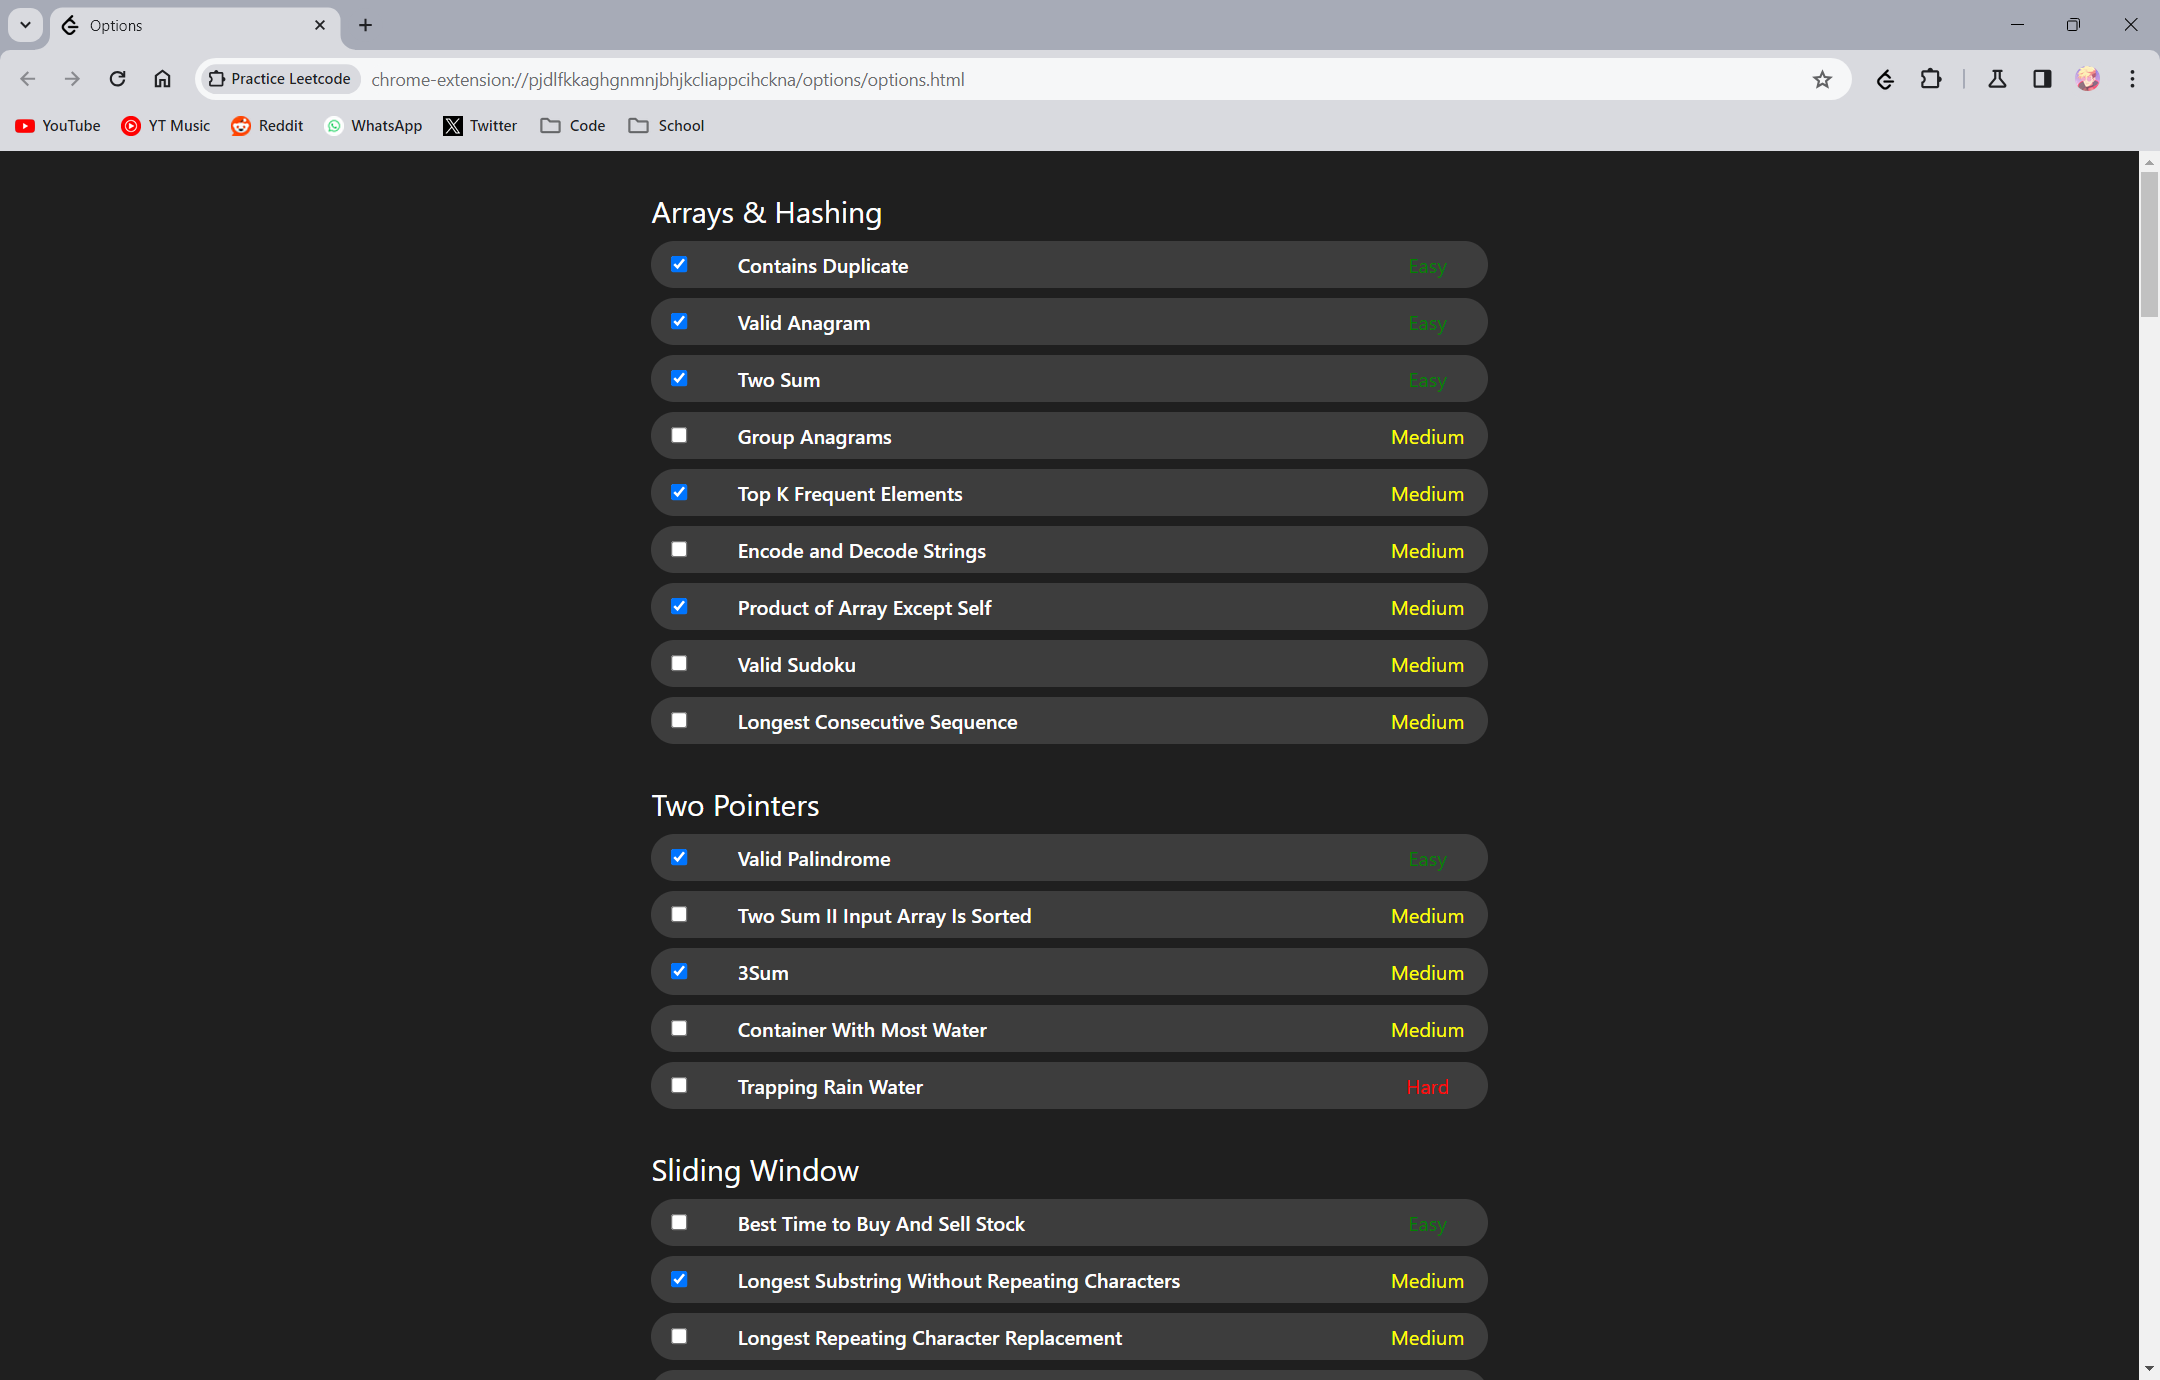 Options
Practice Leetcode chrome-extension://pjdlfkkaghgnmnjbhjkcliappcihckna/options/options.html
YouTube YT Music Reddit WhatsApp Twitter Code School
Arrays & Hashing
Contains Duplicate Easy
Valid Anagram Easy
Two Sum Easy
Group Anagrams Medium
Top K Frequent Elements Medium
Encode and Decode Strings Medium
Product of Array Except Self Medium
Valid Sudoku Medium
Longest Consecutive Sequence Medium
Two Pointers
Valid Palindrome Easy
Two Sum II Input Array Is Sorted Medium
3Sum Medium
Container With Most Water Medium
Trapping Rain Water Hard
Sliding Window
Best Time to Buy And Sell Stock Easy
Longest Substring Without Repeating Characters Medium
Longest Repeating Character Replacement Medium